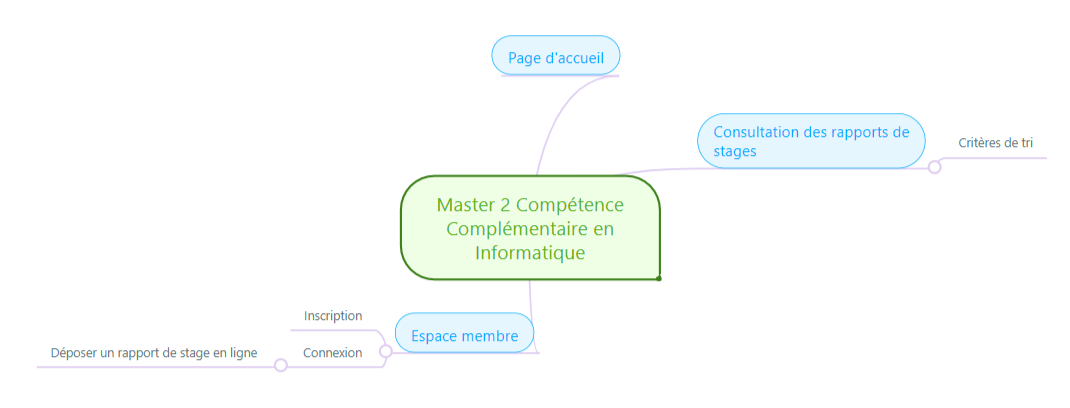 Page d'accueil
Consultation des rapports de
stages
Critères de tri
Master 2 Compétence
Complémentaire en
Informatique
Inscription
Espace membre
Déposer un rapport de stage en ligne
Connexion